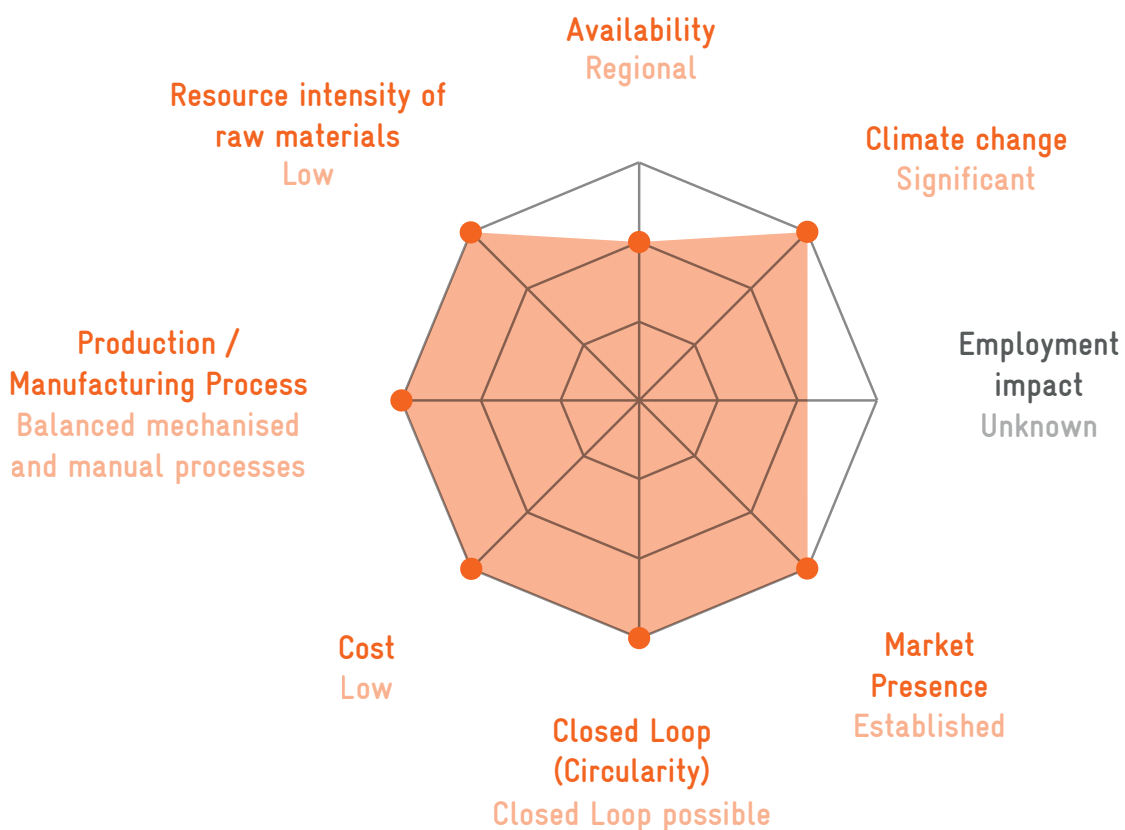 Availability
Regional
Resource intensity of
raw materials
Low
Climate change
Significant
Production /
Manufacturing Process
Balanced mechanised
and manual processes
Employment
impact
Unknown
Cost
Low
Market
Presence
Established
Closed Loop
(Circularity)
Closed Loop possible